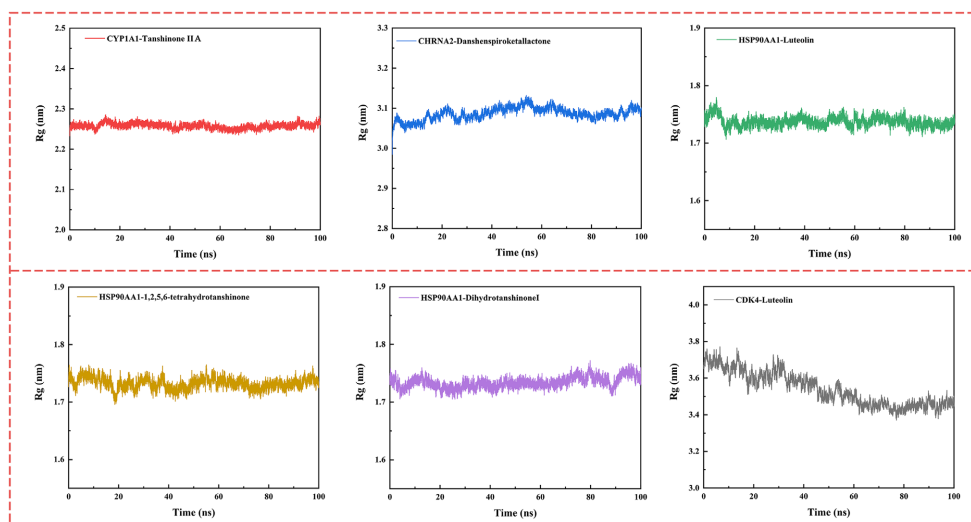 CYP1A1-Tanshinone II A
Rg (nm)
2.5
2.4
2.3
2.2
2.1
2.0
0 20 40 60 80 100
Time (ns)
CHRNA2-Danshenspiroketallactone
Rg (nm)
3.3
3.2
3.1
3.0
2.9
2.8
0 20 40 60 80 100
Time (ns)
HSP90AA1-Luteolin
Rg (nm)
1.9
1.8
1.7
1.6
0 20 40 60 80 100
Time (ns)
HSP90AA1-1,2,5,6-tetrahydrotanshinone
Rg (nm)
1.9
1.8
1.7
1.6
0 20 40 60 80 100
Time (ns)
HSP90AA1-DihydrotanshinoneI
Rg (nm)
1.9
1.8
1.7
1.6
0 20 40 60 80 100
Time (ns)
CDK4-Luteolin
Rg (nm)
4.0
3.8
3.6
3.4
3.2
3.0
0 20 40 60 80 100
Time (ns)